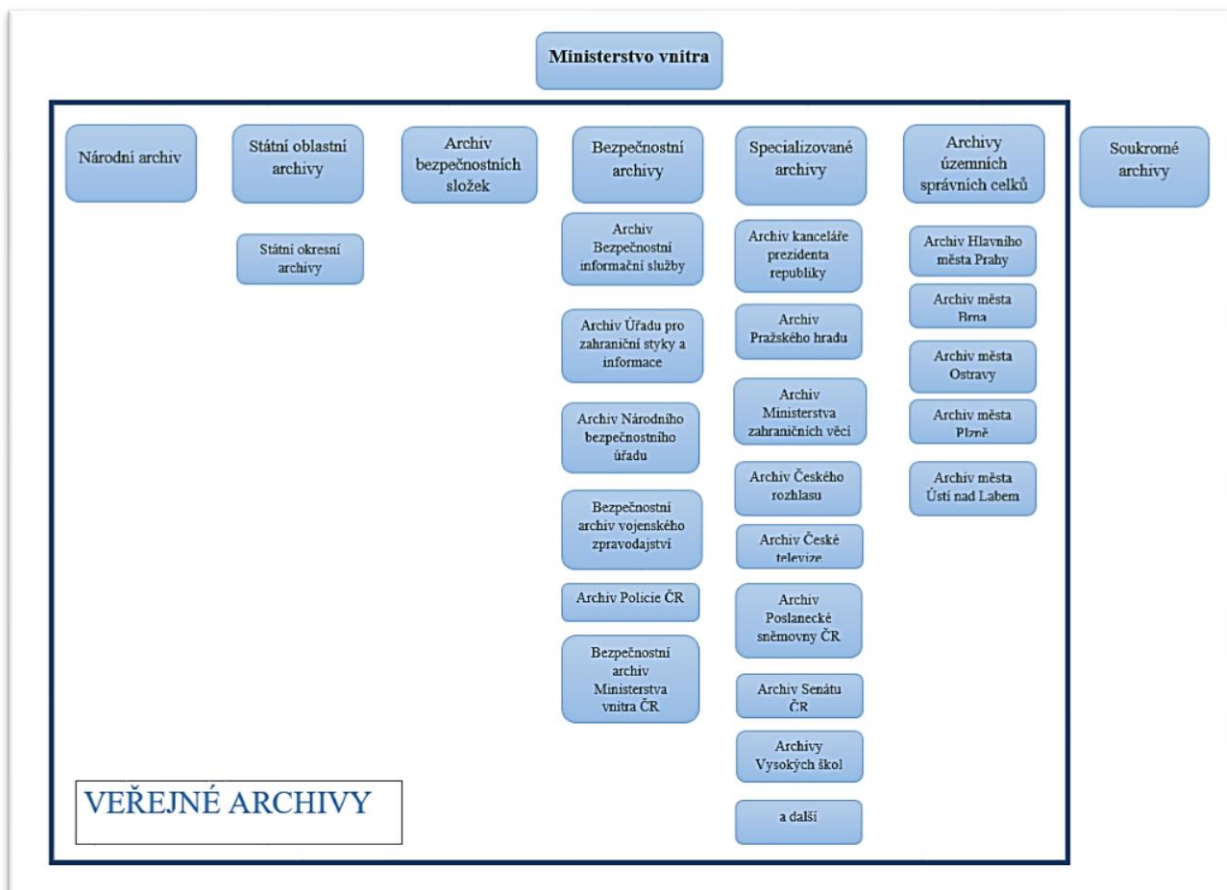 Ministerstvo vnitra
Národní archiv
Státní oblastní
archivy
Státní okresní
archivy
Archiv
bezpečnostních
složek
Bezpečnostní
archivy
Archiv
Bezpečnostní
informační služby
Archiv Úřadu pro
zahraniční styky a
informace
Archiv Národního
bezpečnostního
úřadu
Bezpečnostní
archiv vojenského
zpravodajství
Archiv Policie ČR
Bezpečnostní
archiv
Ministerstva
vnitra ČR
Specializované
archivy
Archiv kanceláře
prezidenta
republiky
Archiv
Pražského hradu
Archiv
Ministerstva
zahraničních věcí
Archiv Českého
rozhlasu
Archiv České
televize
Archiv
Poslanecké
sněmovny ČR
Archiv Senátu
ČR
Archivy
Vysokých škol
a další
Archivy
územních
správních celků
Archiv Hlavního
města Prahy
Archiv města
Brna
Archiv města
Ostravy
Archiv města
Plzně
Archiv města
Ústí nad Labem
Soukromé
archivy
VEŘEJNÉ ARCHIVY